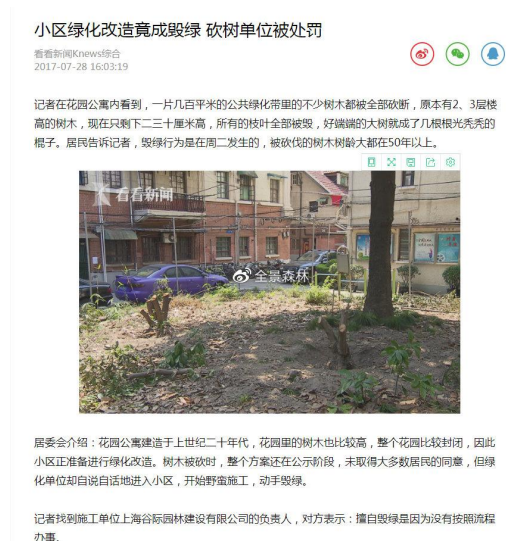 小区绿化改造竟成毁绿 砍树单位被处罚
看看新闻Knews综合
2017-07-28 16:03:19
记者在花园公寓内看到，一片几百平米的公共绿化带里的不少树木都被全部砍断，原本有2、3层楼
高的树木，现在只剩下二三十厘米高，所有的枝叶全部被毁，好端端的大树就成了几根根光秃秃的
棍子。居民告诉记者，毁绿行为是在周二发生的，被砍伐的树木树龄大都在50年以上。
看看新闻
全景森林
居委会介绍：花园公寓建造于上世纪二十年代，花园里的树木也比较高，整个花园比较封闭，因此
小区正准备进行绿化改造。树木被砍时，整个方案还在公示阶段，未取得大多数居民的同意，但绿
化单位却自说自话地进入小区，开始野蛮施工，动手毁绿。
记者找到施工单位上海谷际园林建设有限公司的负责人，对方表示：擅自毁绿是因为没有按照流程
办事。